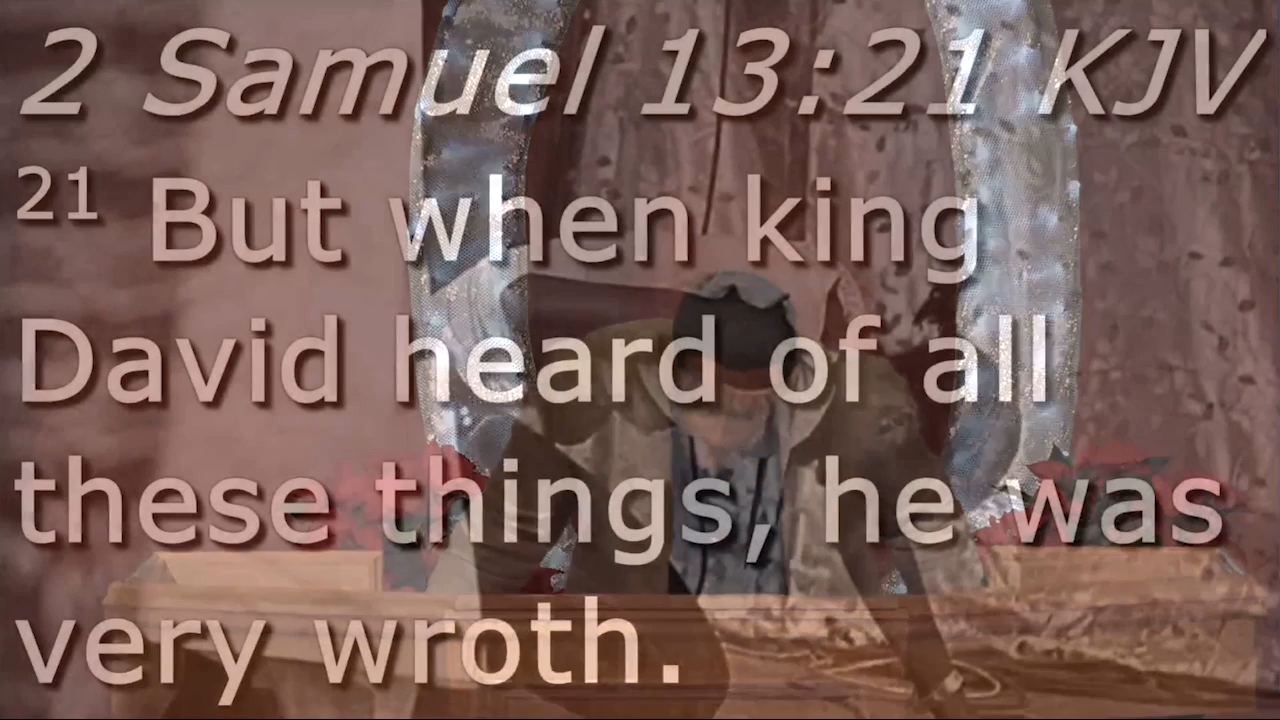 2 Samuel 13:21 KJV
21 But when king
David heard of all
these things, he was
very wroth.